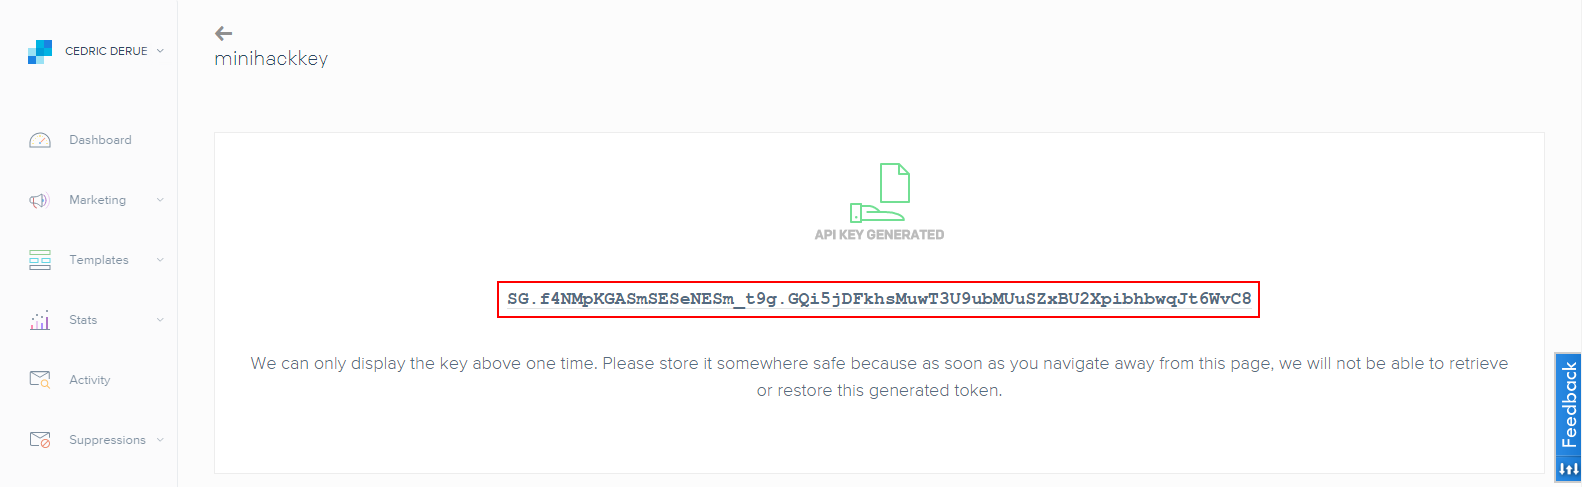 CEDRIC DERUE
minihackkey
Dashboard
Marketing
Templates
Stats
Activity
Suppressions
API KEY GENERATED
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
We can only display the key above one time. Please store it somewhere safe because as soon as you navigate away from this page, we will not be able to retrieve
or restore this generated token.
Feedback